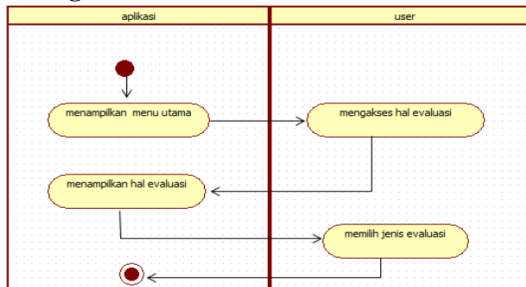 aplikasi
user
menampilkan menu utama
mengakses hal evaluasi
menampilkan hal evaluasi
memilih jenis evaluasi